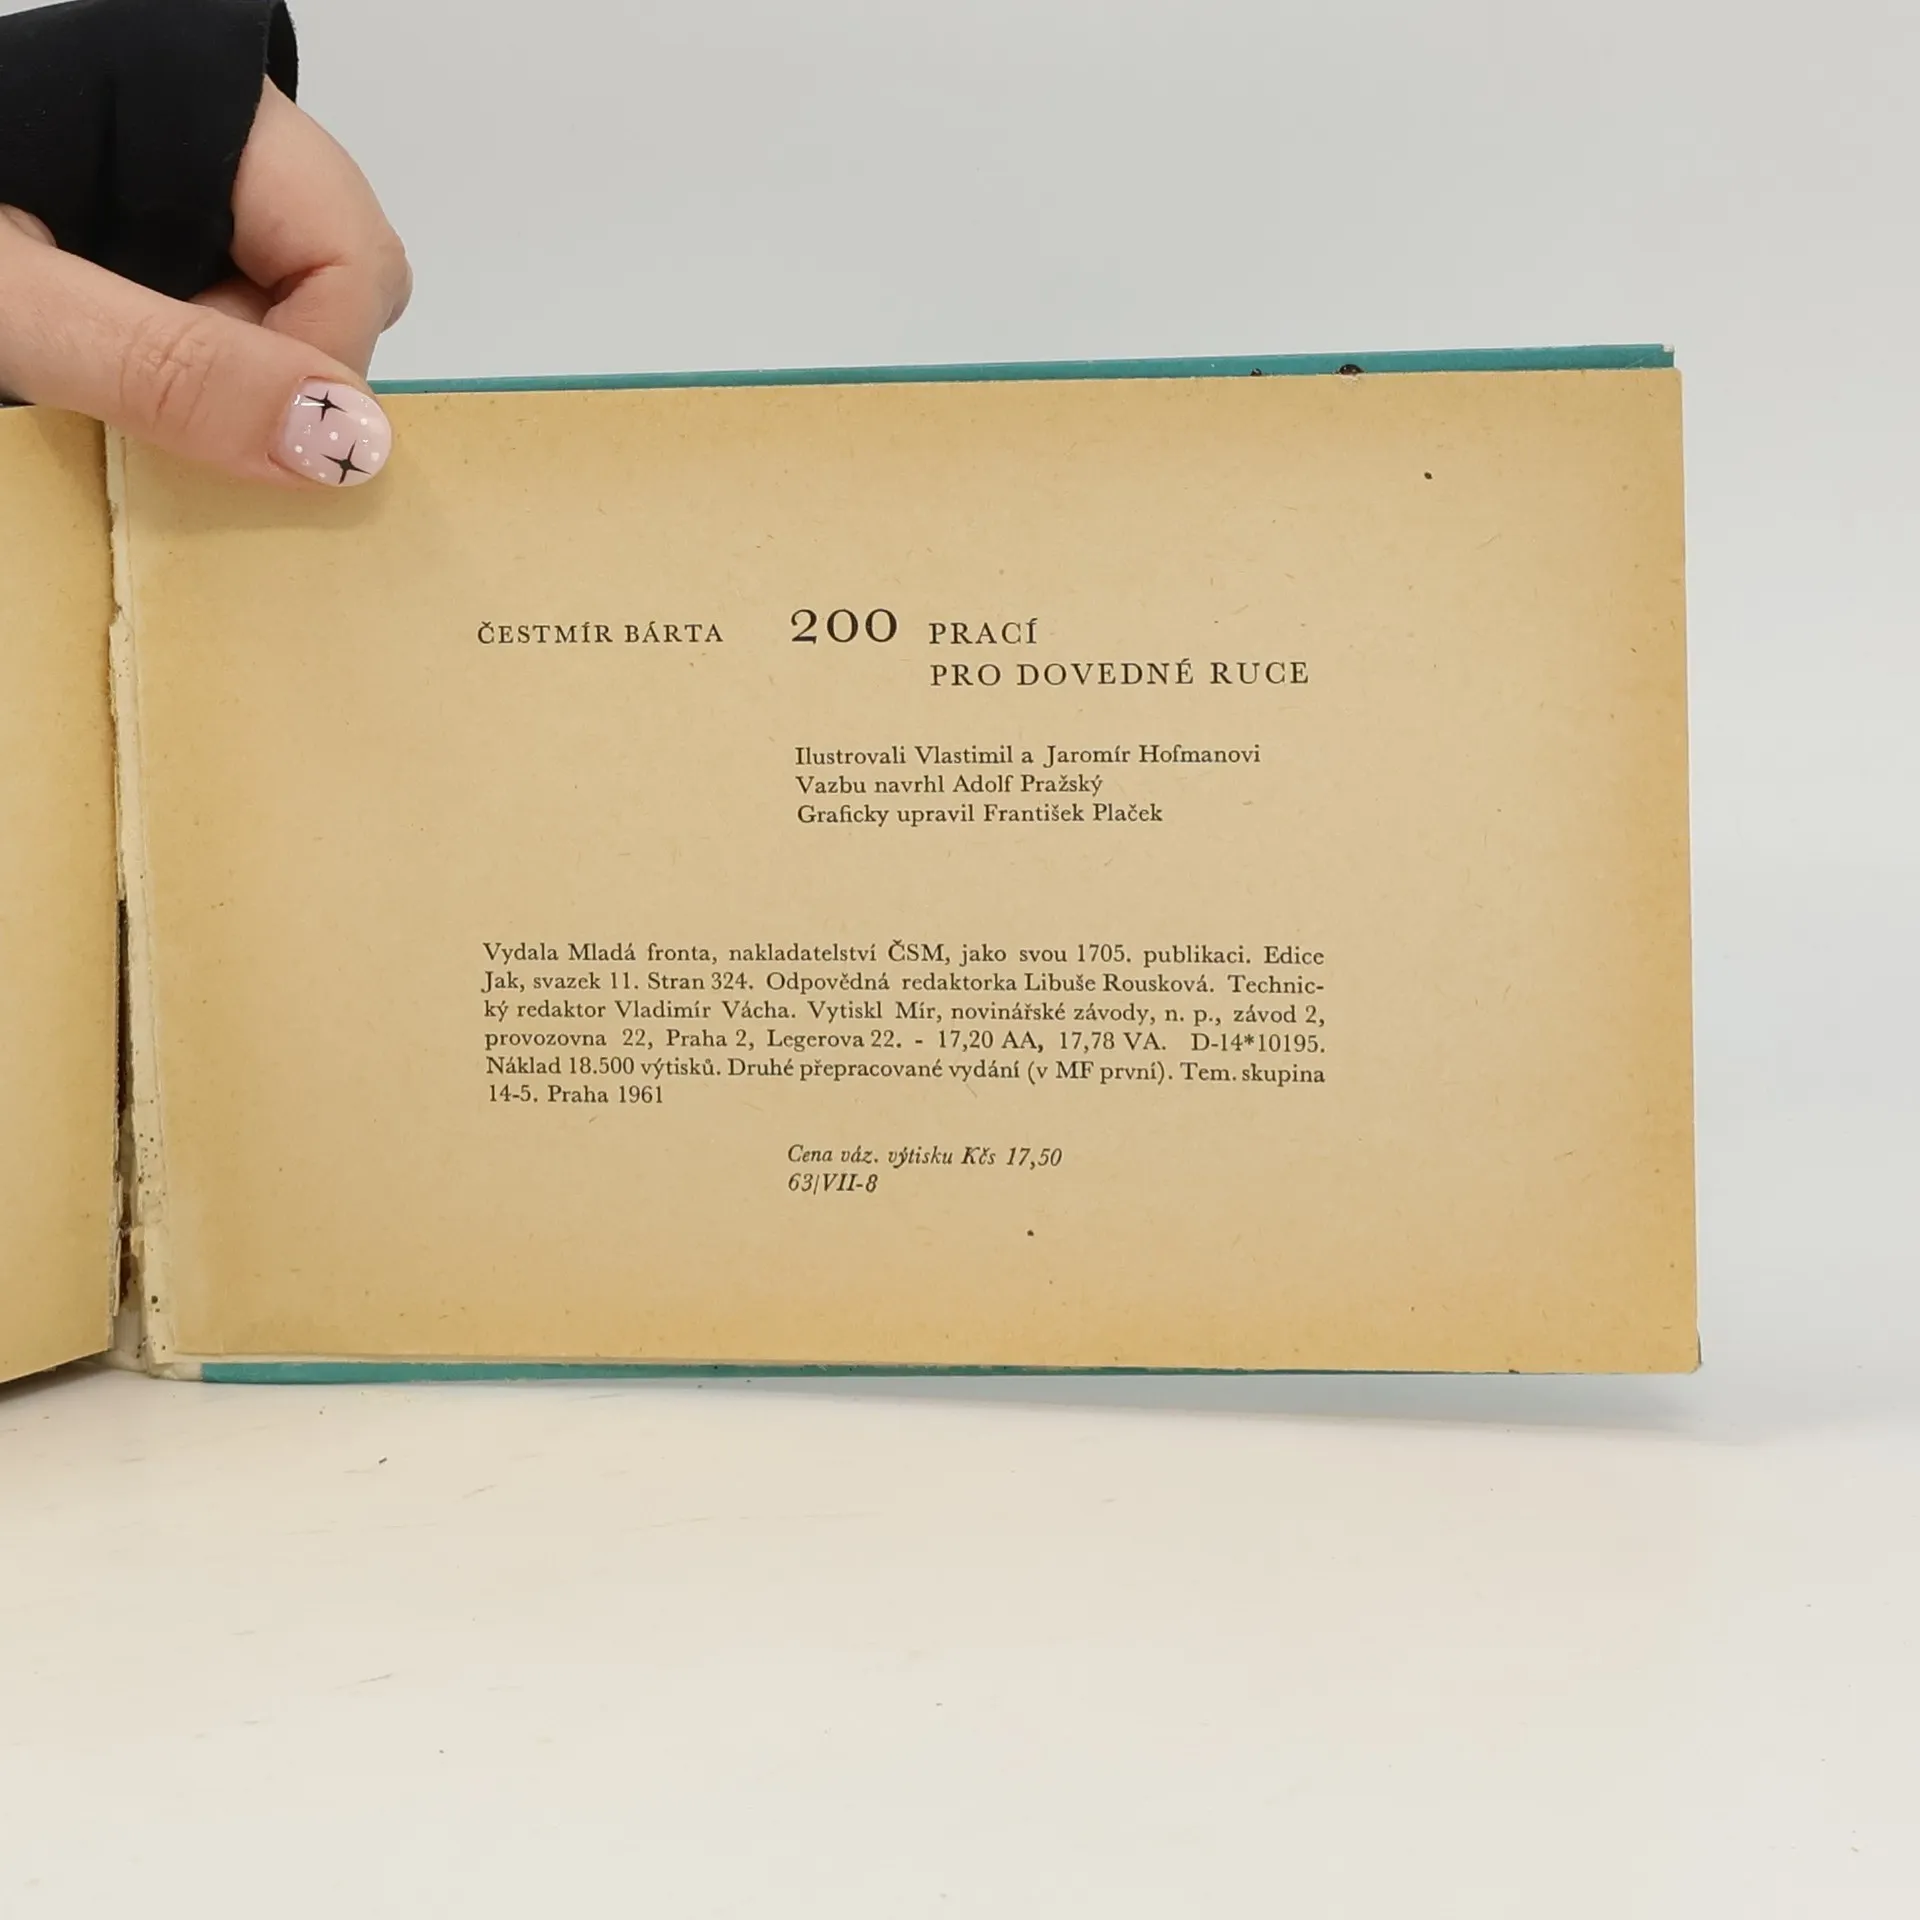 ČESTMÍR BÁRTA 200 PRACÍ
PRO DOVEDNÉ RUCE
Ilustrovali Vlastimil a Jaromír Hofmanovi
Vazbu navrhl Adolf Pražský
Graficky upravil František Plaček
Vydala Mladá fronta, nakladatelství ČSM, jako svou 1705. publikaci. Edice
Jak, svazek 11. Stran 324. Odpovědná redaktorka Libuše Rousková. Technic-
ký redaktor Vladimír Vácha. Vytiskl Mír, novinářské závody, n. p., závod 2,
provozovna 22, Praha 2, Legerova 22. - 17,20 AA, 17,78 VA. D-14*10195.
Náklad 18.500 výtisků. Druhé přepracované vydání (v MF první). Tem. skupina
14-5. Praha 1961
Cena váz. výtisku Kčs 17,50
63/VII-8